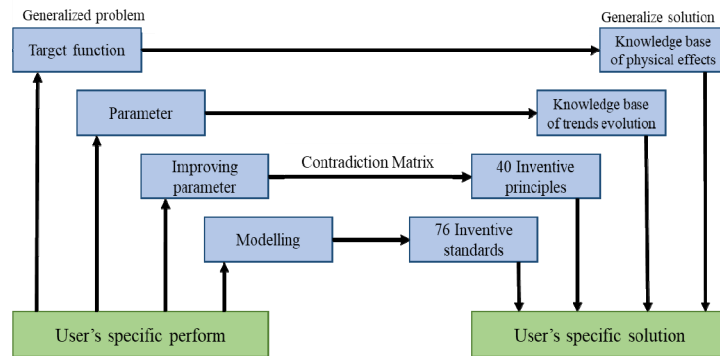 Generalized problem
Generalize solution
Target function
Knowledge base
of physical effects
Parameter
Knowledge base
of trends evolution
Improving
parameter
Contradiction Matrix
40 Inventive
principles
Modelling
76 Inventive
standards
User's specific perform
User's specific solution